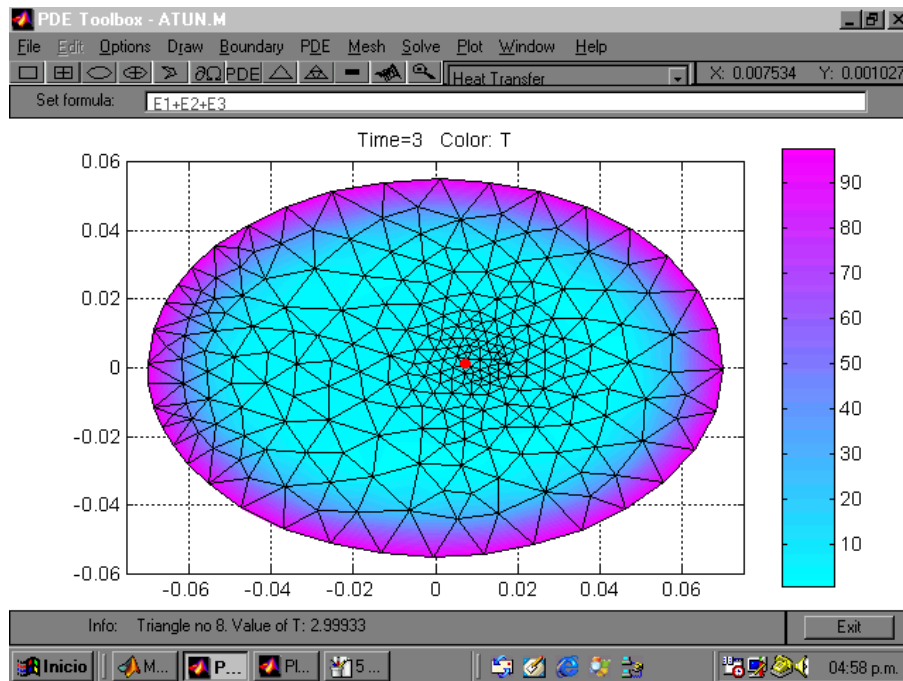 PDE Toolbox - ATUN.M
File Edit Options Draw Boundary PDE Mesh Solve Plot Window Help
∂Ω PDE Heat Transfer X: 0.007534 Y: 0.001027
Set formula: E1+E2+E3
Time=3 Color: T
0.06
0.04
0.02
0
-0.02
-0.04
-0.06
-0.06 -0.04 -0.02 0 0.02 0.04 0.06
90
80
70
60
50
40
30
20
10
Info: Triangle no 8. Value of T: 2.99933
Exit
Inicio M... P... Pl... 5 ... 04:58 p.m.